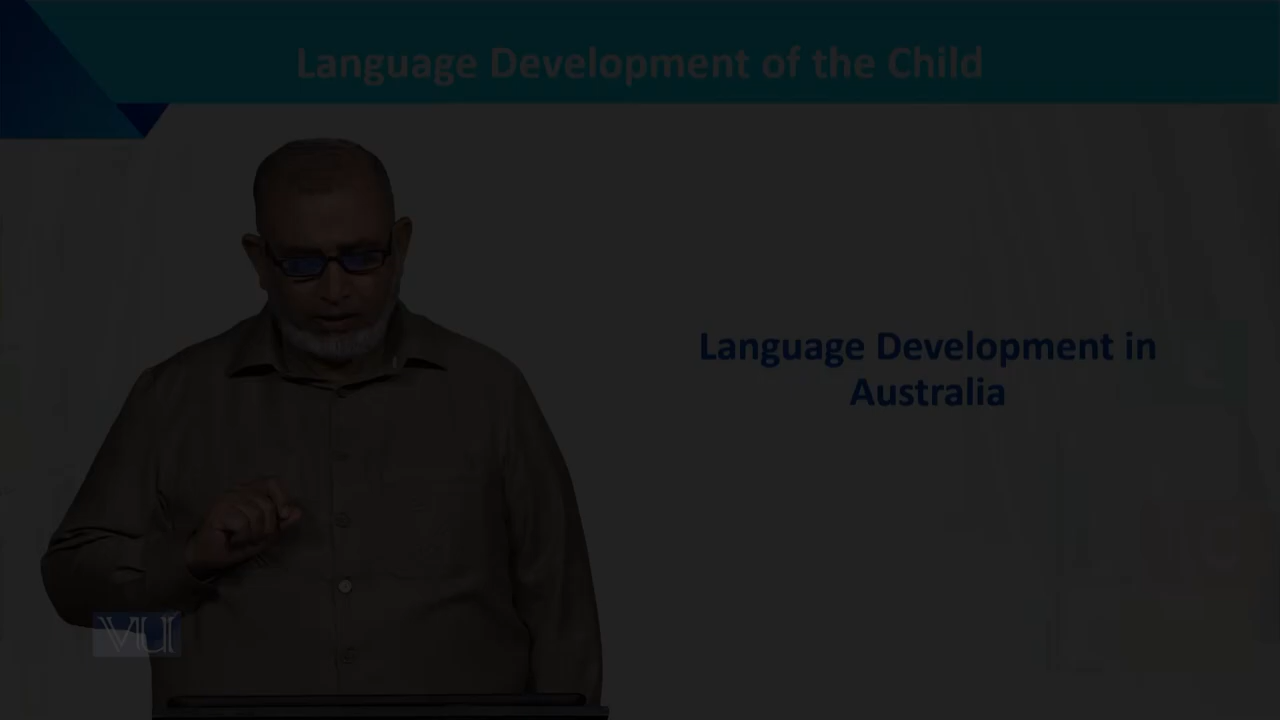 Language Development of the Child
Language Development in
Australia
VU